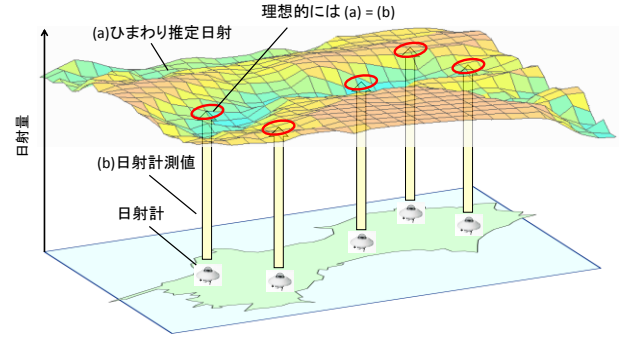 理想的には (a) = (b)
(a)ひまわり推定日射
日射量
(b)日射計測値
日射計